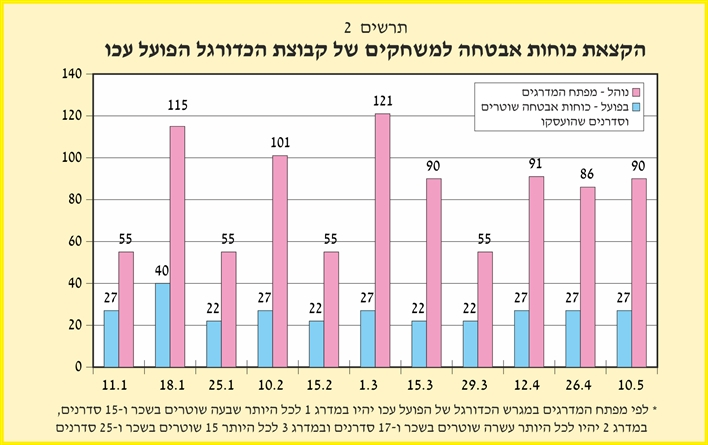 תרשים 2
הקצאת כוחות אבטחה למשחקים של קבוצת הכדורגל הפועל עכו
נוהל - מפתח המדרגים
בפועל - כוחות אבטחה שוטרים
וסדרנים שהועסקו
140
120
100
80
60
40
20
0
27 55
40 115
22 55
27 101
22 55
27 121
22 90
22 55
27 91
27 86
27 90
11.1 18.1 25.1 10.2 15.2 1.3 15.3 29.3 12.4 26.4 10.5
* לפי מפתח המדרגים במגרש הכדורגל של הפועל עכו יהיו במדרג 1 לכל היותר שבעה שוטרים בשכר ו-15 סדרנים,
במדרג 2 יהיו לכל היותר עשרה שוטרים בשכר ו-17 סדרנים ובמדרג 3 לכל היותר 15 שוטרים בשכר ו-25 סדרנים